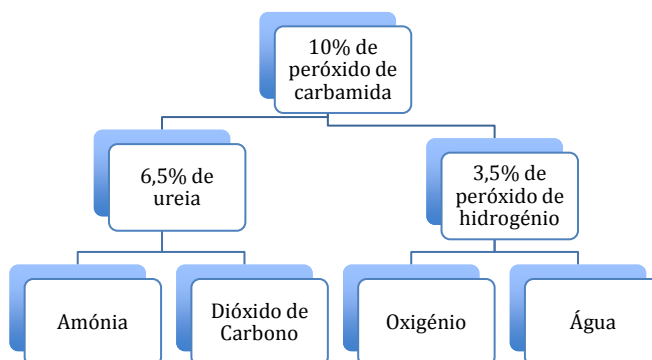 10% de
peróxido de
carbamida
6,5% de
ureia
3,5% de
peróxido de
hidrogénio
Amónia
Dióxido de
Carbono
Oxigénio
Água